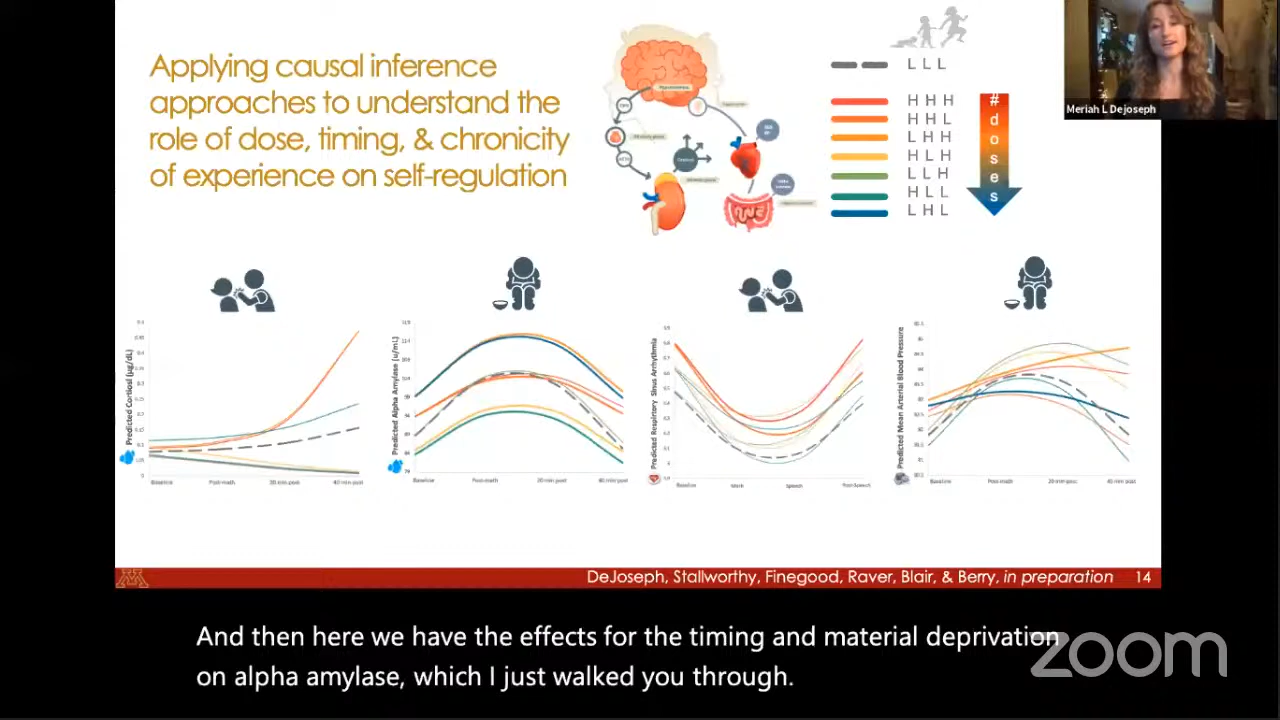 Applying causal inference
approaches to understand the
role of dose, timing, & chronicity
of experience on self-regulation
L L L
H H H
H H L
L H H
H L H
L L H
H L L
L H L
# doses
Meriah L Dejoseph
Predicted Cortisol (µg/dL)
Baseline
Post-math
20 min post
40 min post
Predicted Alpha Amylase (u/mL)
Baseline
Post-math
20 min post
40 min post
Predicted Respiratory Sinus Arrhythmia
Baseline
Math
Speech
Post-Speech
Predicted Mean Arterial Blood Pressure
Baseline
Post-math
20 min post
40 min post
DeJoseph, Stallworthy, Finegood, Raver, Blair, & Berry, in preparation 14
And then here we have the effects for the timing and material deprivation
on alpha amylase, which I just walked you through.
zoom